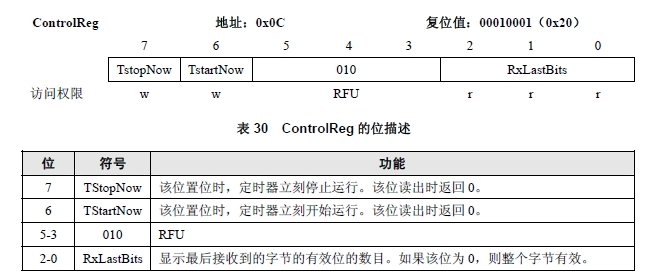 ControlReg 地址：0x0C 复位值：00010001（0x20）
7 6 5 4 3 2 1 0
TstopNow TstartNow 010 RxLastBits
访问权限 w w RFU r r r
表 30 ControlReg 的位描述
位 符号 功能
7 TStopNow 该位置位时，定时器立刻停止运行。该位读出时返回 0。
6 TStartNow 该位置位时，定时器立刻开始运行。该位读出时返回 0。
5-3 010 RFU
2-0 RxLastBits 显示最后接收到的字节的有效位的数目。如果该位为 0，则整个字节有效。